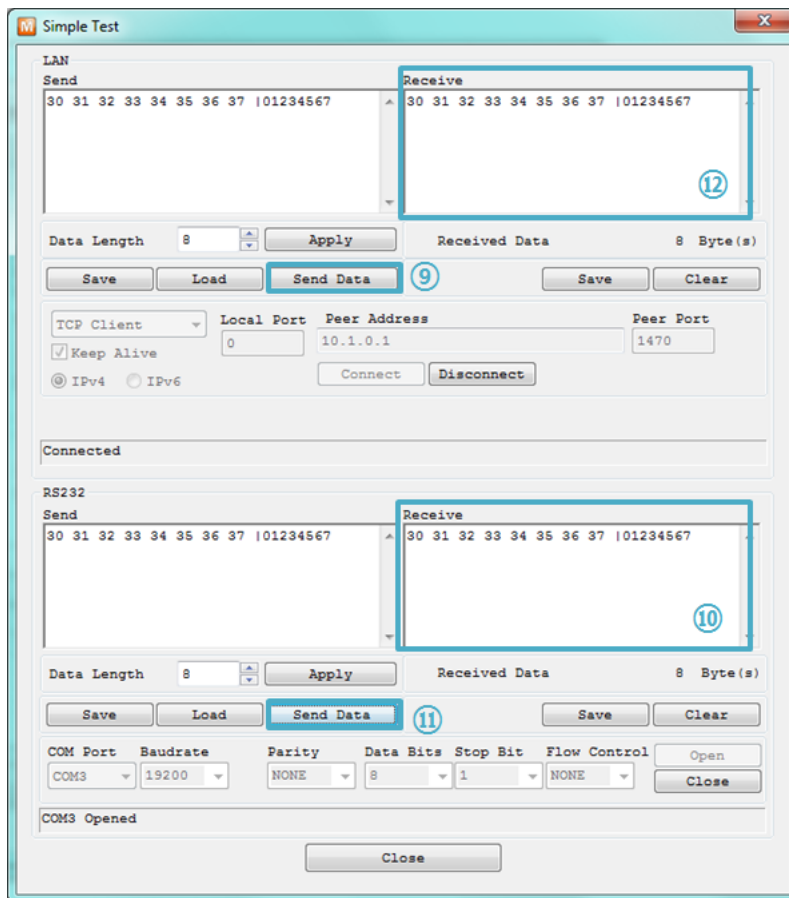 M Simple Test X
LAN
Send Receive
30 31 32 33 34 35 36 37 |01234567 30 31 32 33 34 35 36 37 |01234567
⑫
Data Length 8 Apply Received Data 8 Byte(s)
Save Load Send Data ⑨ Save Clear
TCP Client Local Port Peer Address Peer Port
Keep Alive 0 10.1.0.1 1470
IPv4 IPv6 Connect Disconnect
Connected
RS232
Send Receive
30 31 32 33 34 35 36 37 |01234567 30 31 32 33 34 35 36 37 |01234567
⑩
Data Length 8 Apply Received Data 8 Byte(s)
Save Load Send Data ⑪ Save Clear
COM Port Baudrate Parity Data Bits Stop Bit Flow Control Open
COM3 19200 NONE 8 1 NONE Close
COM3 Opened
Close